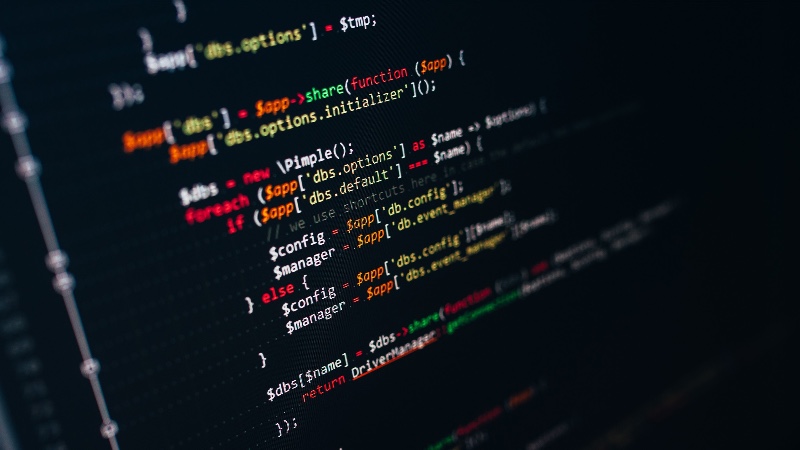 }
}
$app['dbs.options'] = $tmp;
});
$app['dbs'] = $app->share(function ($app) {
$app['dbs.options.initializer']();
$dbs = new \Pimple();
foreach ($app['dbs.options'] as $name => $options) {
if ($app['dbs.default'] === $name) {
// we use shortcuts here in case the default
$config = $app['db.config'];
$manager = $app['db.event_manager'];
} else {
$config = $app['dbs.config'][$name];
$manager = $app['dbs.event_manager'][$name];
}
$dbs[$name] = $dbs->share(function
return DriverManager::getConnection(
});